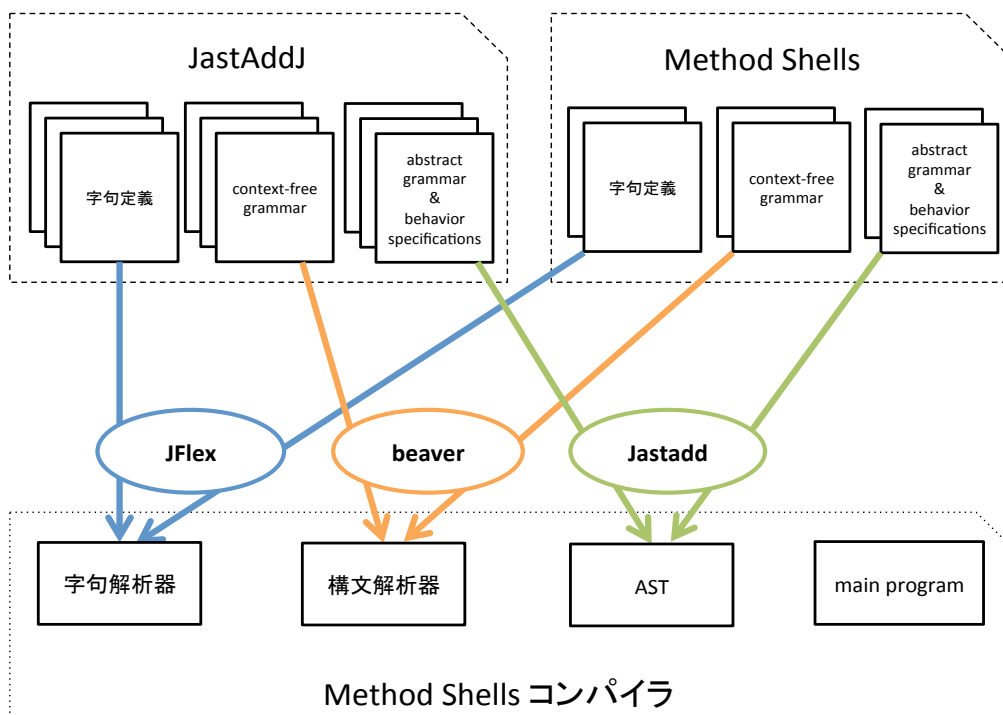 JastAddJ
Method Shells
字句定義
context-free
grammar
abstract
grammar
&
behavior
specifications
字句定義
context-free
grammar
abstract
grammar
&
behavior
specifications
JFlex
beaver
Jastadd
字句解析器
構文解析器
AST
main program
Method Shells コンパイラ